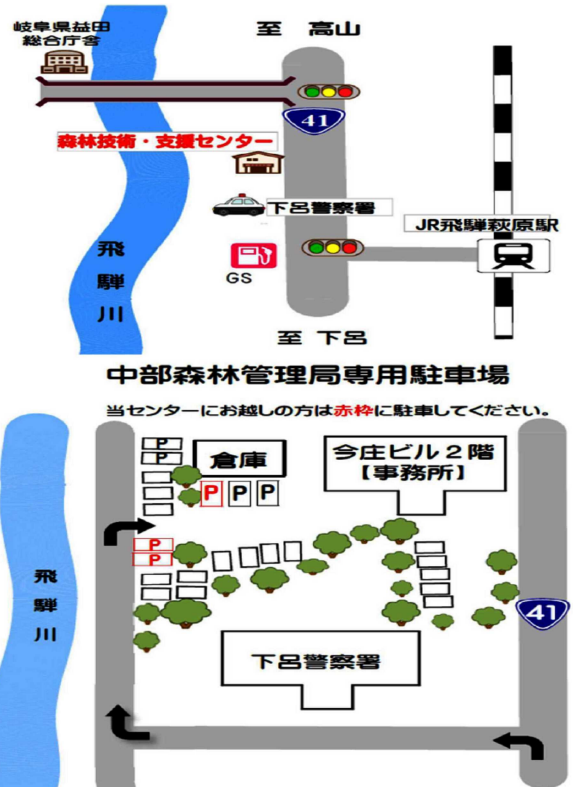 岐阜県益田
総合庁舎
至 高山
41
森林技術・支援センター
下呂警察署
JR飛騨萩原駅
GS
飛騨川
至 下呂
中部森林管理局専用駐車場
当センターにお越しの方は赤枠に駐車してください。
P
P
倉庫
今庄ビル2階
【事務所】
P P P
P
P
飛騨川
41
下呂警察署